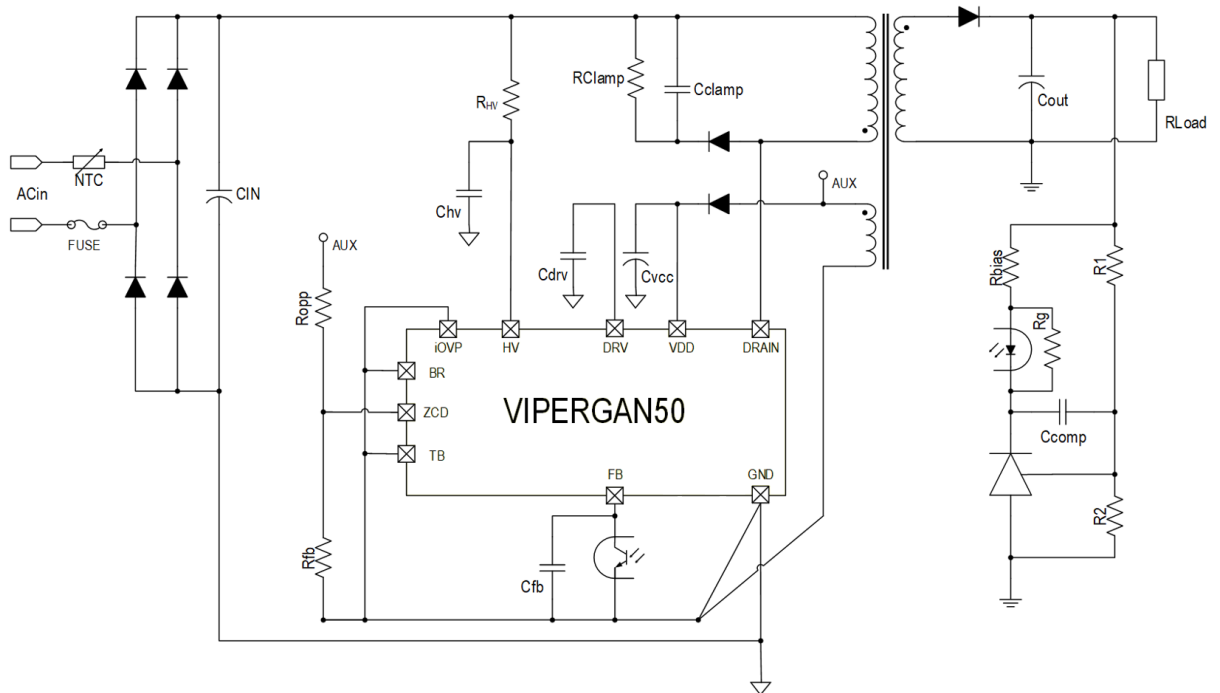 RClamp
Cclamp
RHV
Cout
RLoad
NTC
ACin
CIN
AUX
Chv
FUSE
AUX
Cdrv
Cvcc
Rbias
R1
Ropp
Rg
iOVP
HV
DRV
VDD
DRAIN
BR
ZCD
VIPERGAN50
TB
Ccomp
FB
GND
R2
Rfb
Cfb